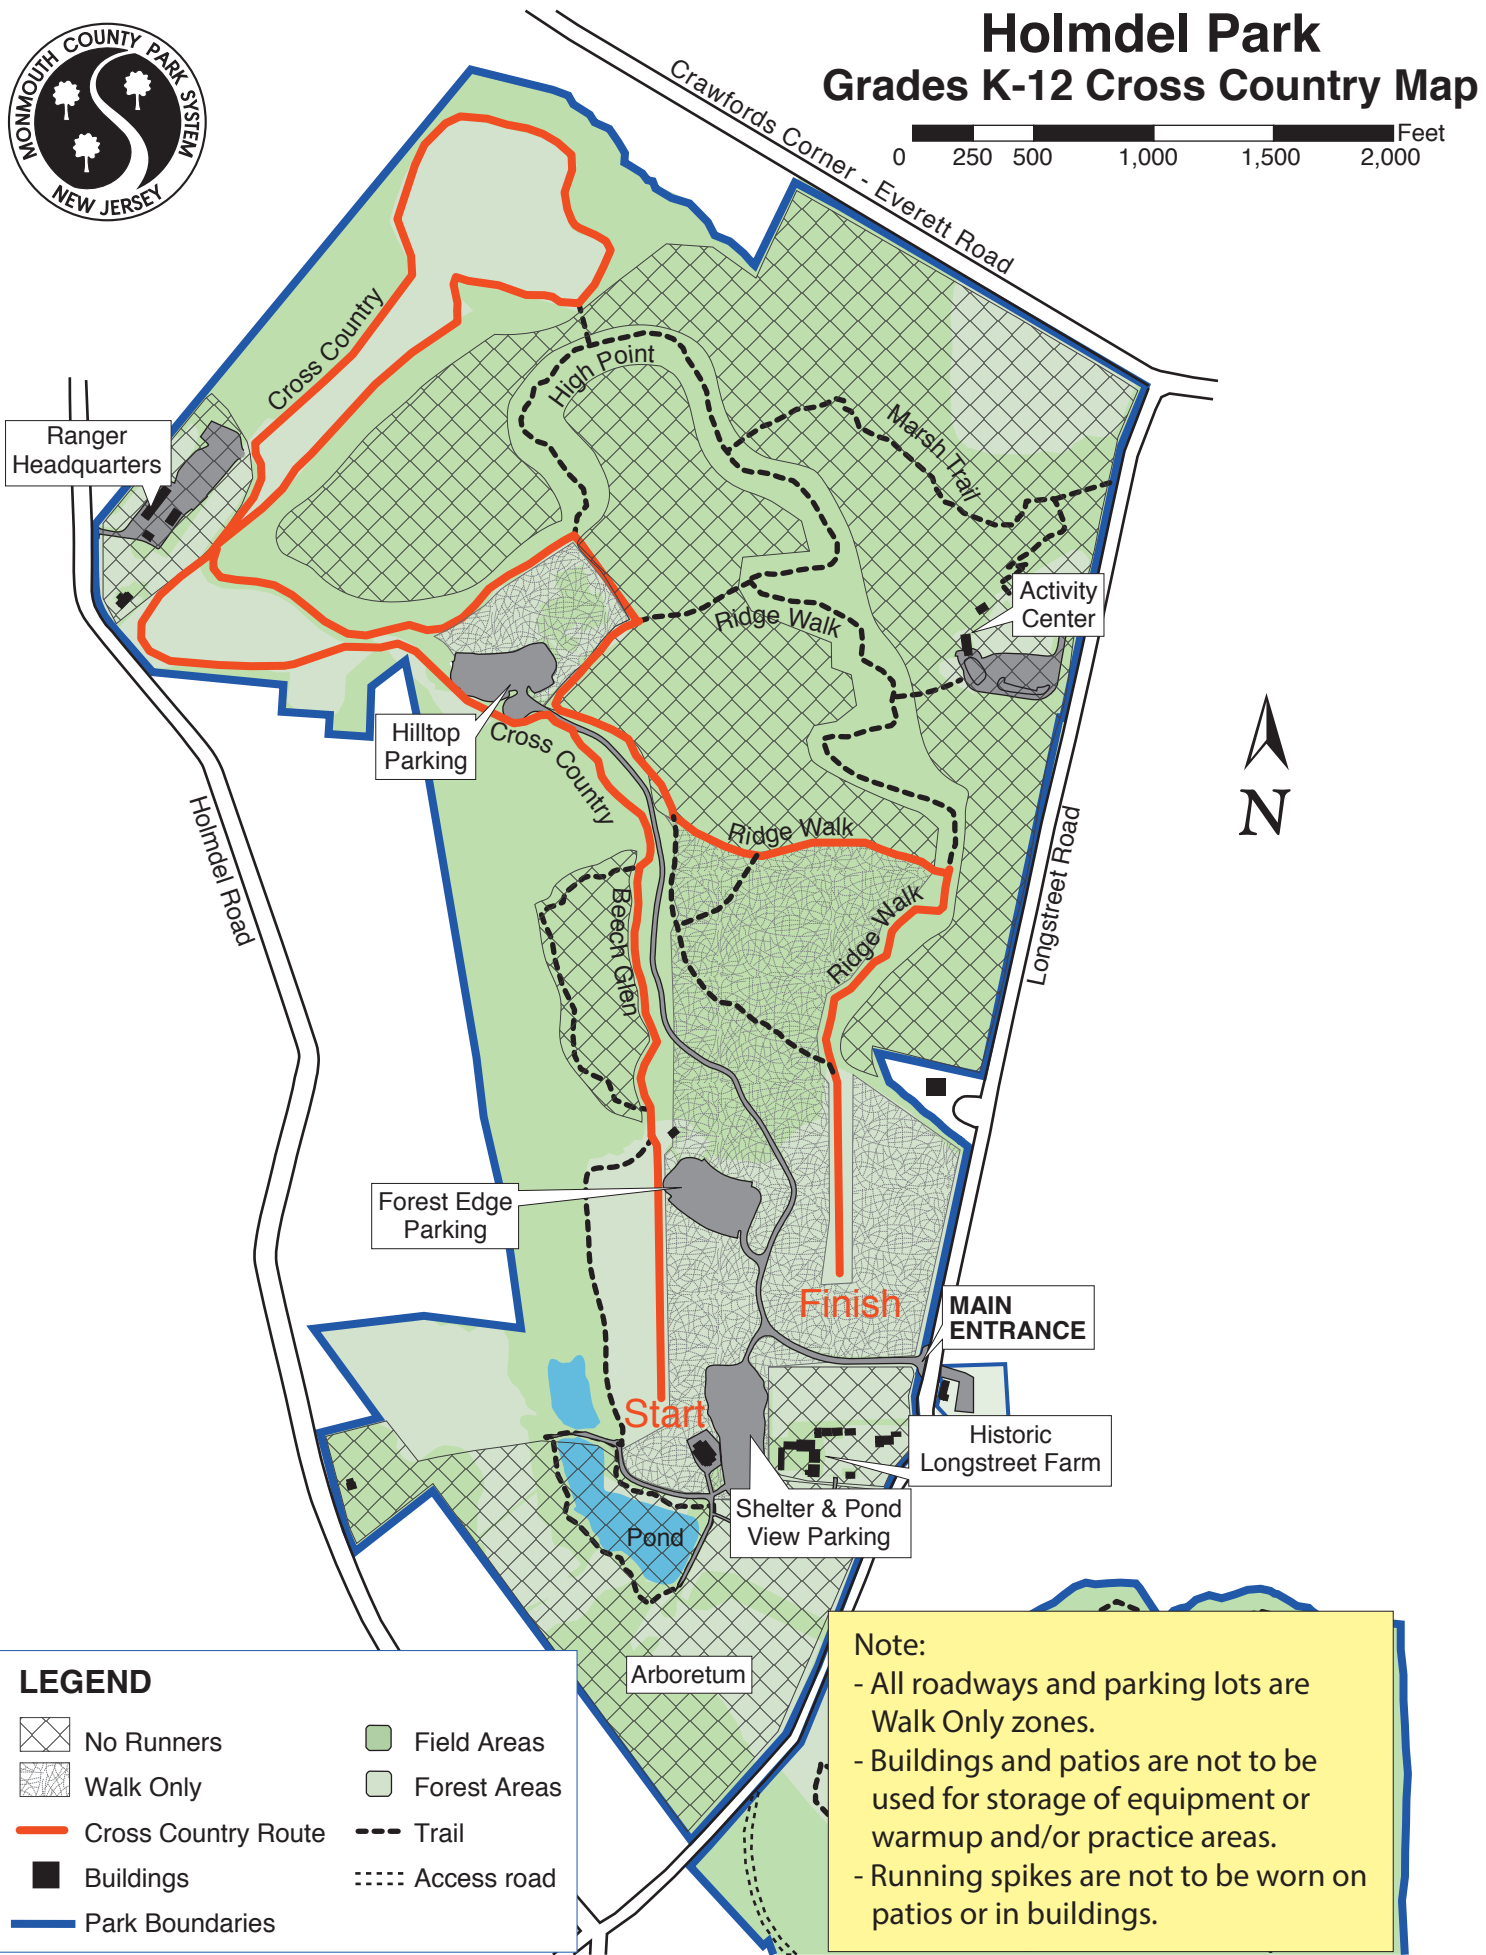 MONMOUTH COUNTY PARK SYSTEM
NEW JERSEY
Holmdel Park
Grades K-12 Cross Country Map
Feet
0 250 500 1,000 1,500 2,000
Crawfords Corner - Everett Road
Cross Country
High Point
Marsh Trail
Ranger
Headquarters
Activity
Center
Ridge Walk
Hilltop
Parking
Cross Country
N
Holmdel Road
Ridge Walk
Longstreet Road
Beech Glen
Ridge Walk
Forest Edge
Parking
Finish
MAIN
ENTRANCE
Start
Historic
Longstreet Farm
Shelter & Pond
View Parking
Pond
Arboretum
LEGEND
No Runners
Walk Only
Cross Country Route
Buildings
Park Boundaries
Field Areas
Forest Areas
Trail
Access road
Note:
- All roadways and parking lots are
Walk Only zones.
- Buildings and patios are not to be
used for storage of equipment or
warmup and/or practice areas.
- Running spikes are not to be worn on
patios or in buildings.